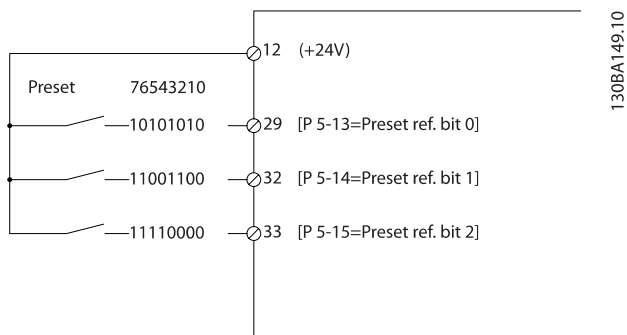 12 (+24V)
Preset 76543210
10101010 29 [P 5-13=Preset ref. bit 0]
11001100 32 [P 5-14=Preset ref. bit 1]
11110000 33 [P 5-15=Preset ref. bit 2]
130BA149.10